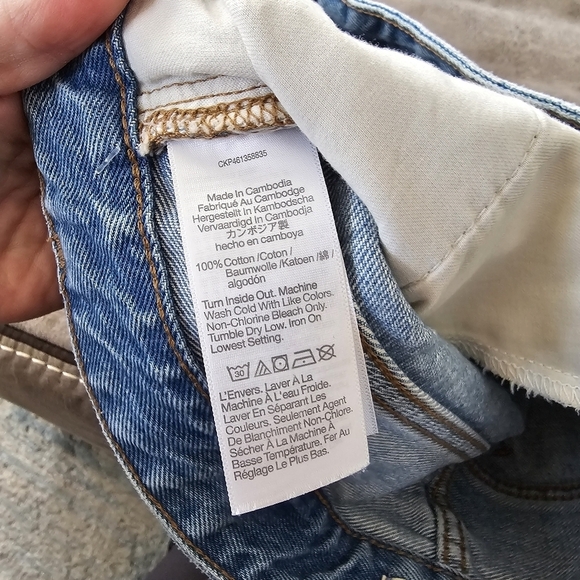 CKP461358835
Made In Cambodia
Fabriqué Au Cambodge
Hergestellt In Kambodscha
Vervaardigd In Cambodja
カンボジア製
hecho en camboya
100% Cotton /Coton/
Baumwolle /Katoen /綿/
algodón
Turn Inside Out. Machine
Wash Cold With Like Colors.
Non-Chlorine Bleach Only.
Tumble Dry Low. Iron On
Lowest Setting.
30
L'Envers. Laver À La
Machine À L'eau Froide.
Laver En Séparant Les
Couleurs. Seulement Agent
De Blanchiment Non-Chlore.
Sécher À La Machine À
Basse Température. Fer Au
Réglage Le Plus Bas.